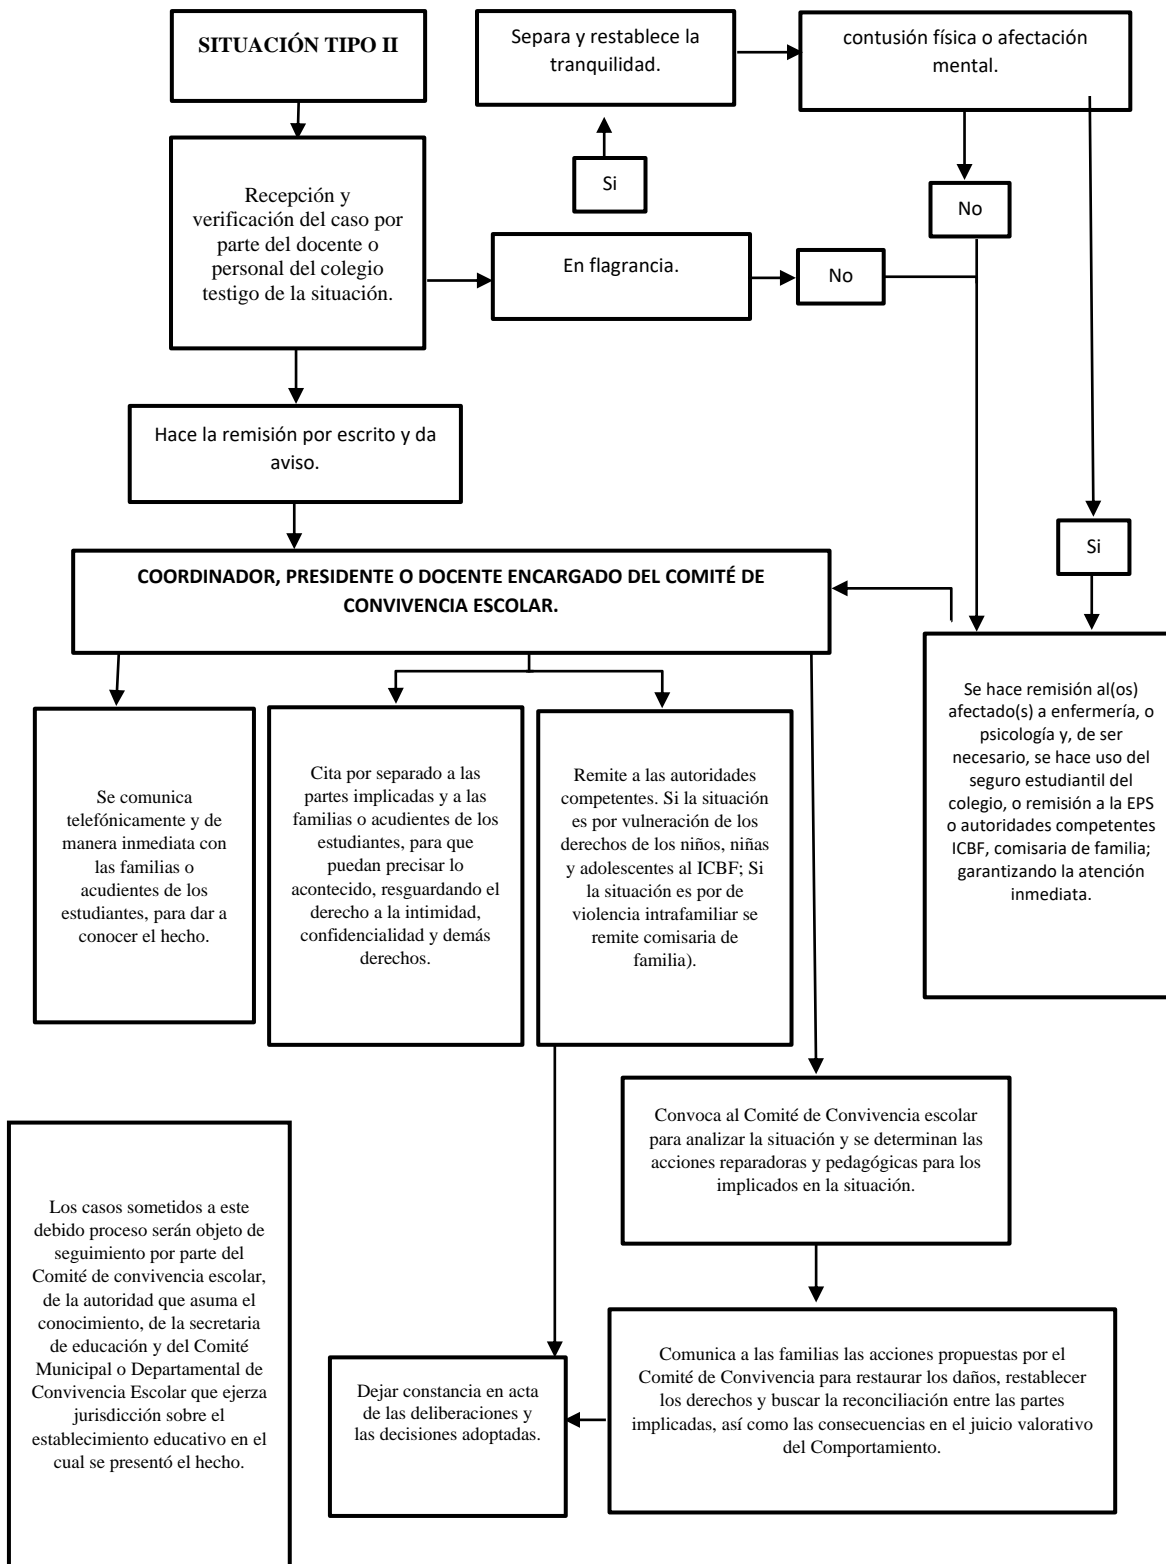 SITUACIÓN TIPO II
Separa y restablece la
tranquilidad.
contusión física o afectación
mental.
Si
No
Recepción y
verificación del caso por
parte del docente o
personal del colegio
testigo de la situación.
En flagrancia.
No
Hace la remisión por escrito y da
aviso.
Si
COORDINADOR, PRESIDENTE O DOCENTE ENCARGADO DEL COMITÉ DE
CONVIVENCIA ESCOLAR.
Se comunica
telefónicamente y de
manera inmediata con
las familias o
acudientes de los
estudiantes, para dar a
conocer el hecho.
Cita por separado a las
partes implicadas y a las
familias o acudientes de los
estudiantes, para que
puedan precisar lo
acontecido, resguardando el
derecho a la intimidad,
confidencialidad y demás
derechos.
Remite a las autoridades
competentes. Si la situación
es por vulneración de los
derechos de los niños, niñas
y adolescentes al ICBF; Si
la situación es por de
violencia intrafamiliar se
remite comisaria de
familia).
Se hace remisión al(os)
afectado(s) a enfermería, o
psicología y, de ser
necesario, se hace uso del
seguro estudiantil del
colegio, o remisión a la EPS
o autoridades competentes
ICBF, comisaria de familia;
garantizando la atención
inmediata.
Convoca al Comité de Convivencia escolar
para analizar la situación y se determinan las
acciones reparadoras y pedagógicas para los
implicados en la situación.
Los casos sometidos a este
debido proceso serán objeto de
seguimiento por parte del
Comité de convivencia escolar,
de la autoridad que asuma el
conocimiento, de la secretaria
de educación y del Comité
Municipal o Departamental de
Convivencia Escolar que ejerza
jurisdicción sobre el
establecimiento educativo en el
cual se presentó el hecho.
Dejar constancia en acta
de las deliberaciones y
las decisiones adoptadas.
Comunica a las familias las acciones propuestas por el
Comité de Convivencia para restaurar los daños, restablecer
los derechos y buscar la reconciliación entre las partes
implicadas, así como las consecuencias en el juicio valorativo
del Comportamiento.